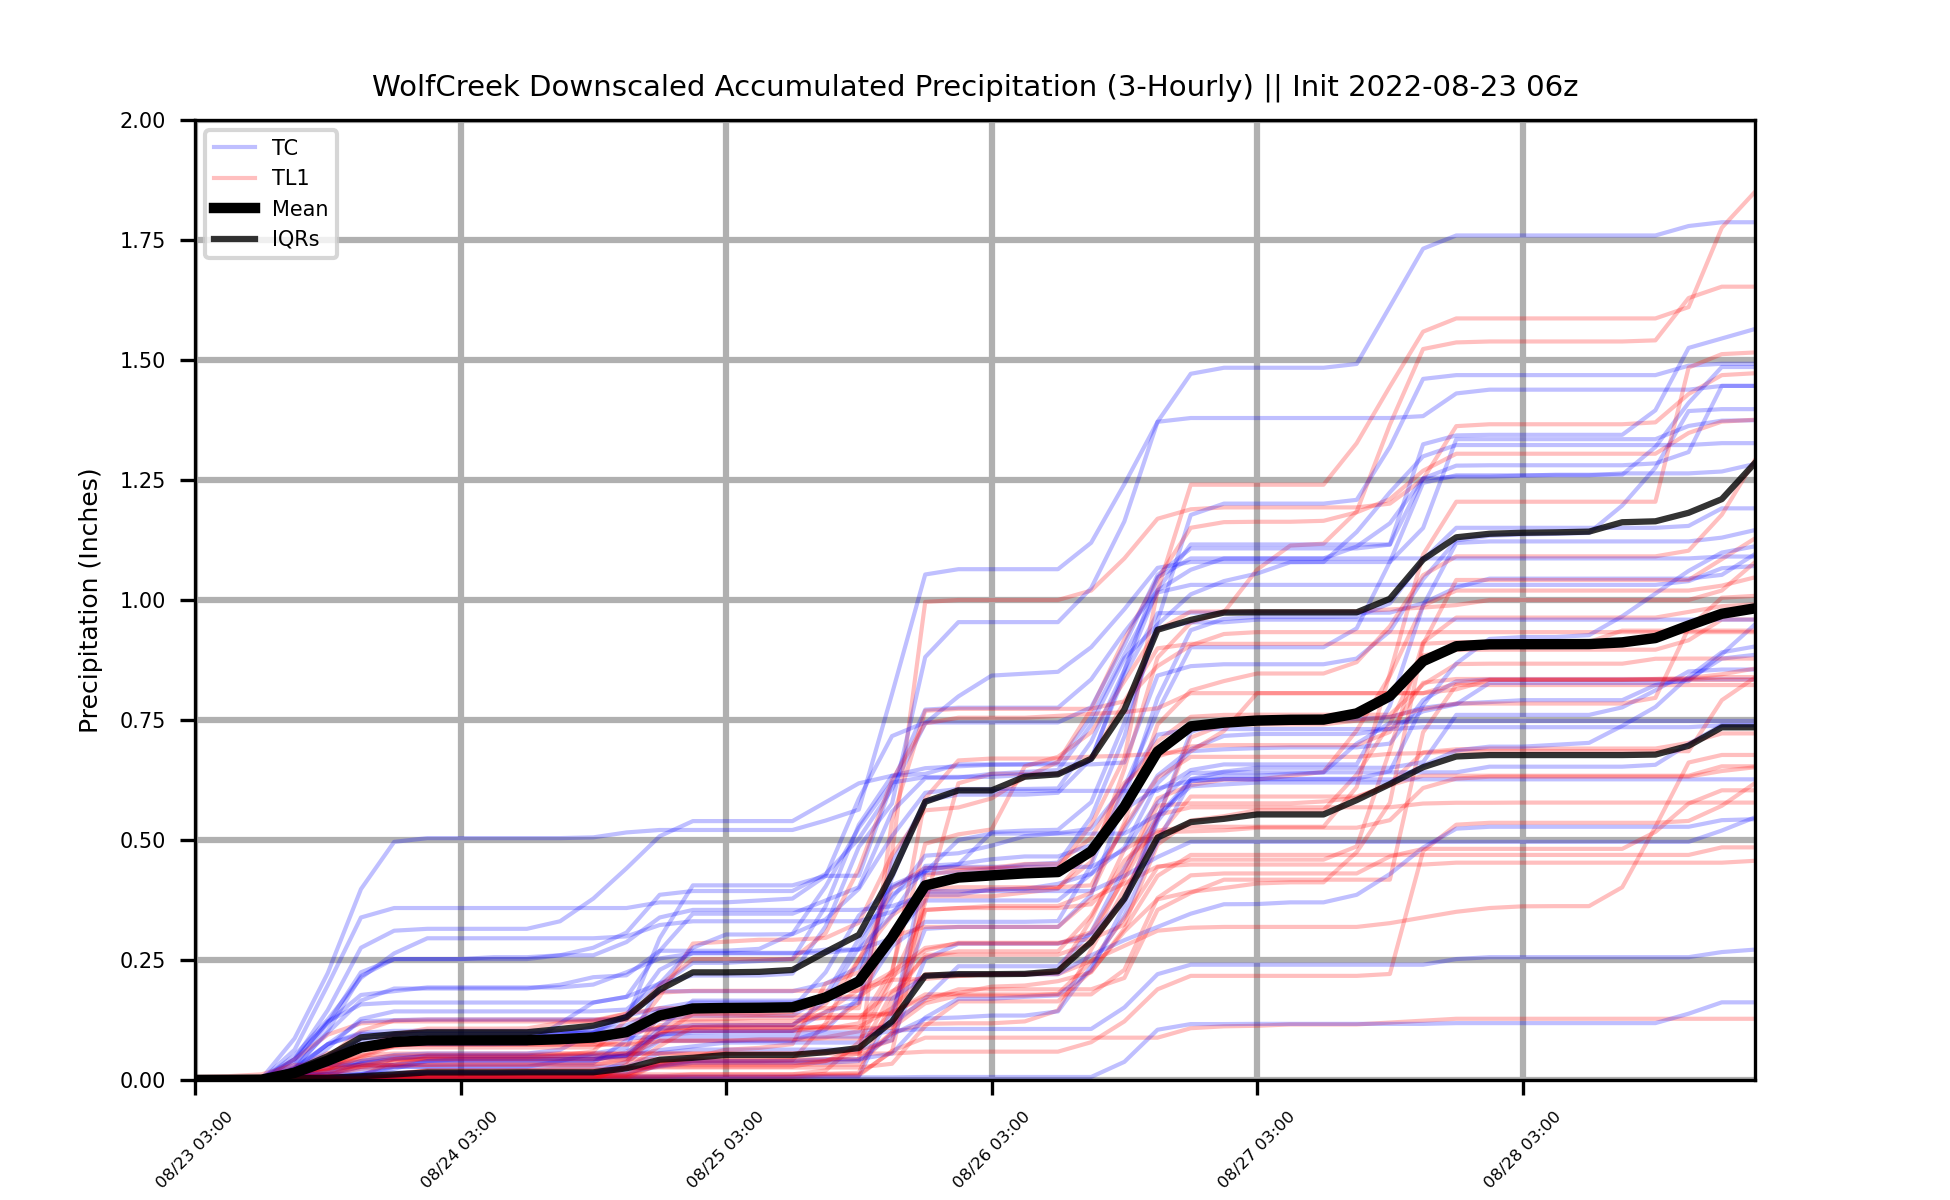 WolfCreek Downscaled Accumulated Precipitation (3-Hourly) || Init 2022-08-23 06z
2.00
1.75
1.50
1.25
1.00
0.75
0.50
0.25
0.00
Precipitation (Inches)
TC
TL1
Mean
IQRs
08/23 03:00
08/24 03:00
08/25 03:00
08/26 03:00
08/27 03:00
08/28 03:00